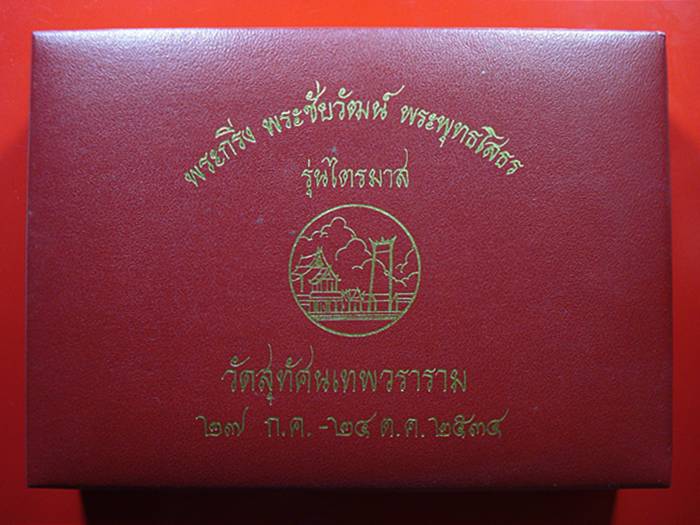 พระกริ่ง พระชัยวัฒน์ พระพุทธโสธร
รุ่นไตรมาส
วัดสุทัศนเทพวราราม
๒๗ ก.ค. - ๒๔ ต.ค. ๒๕๓๔